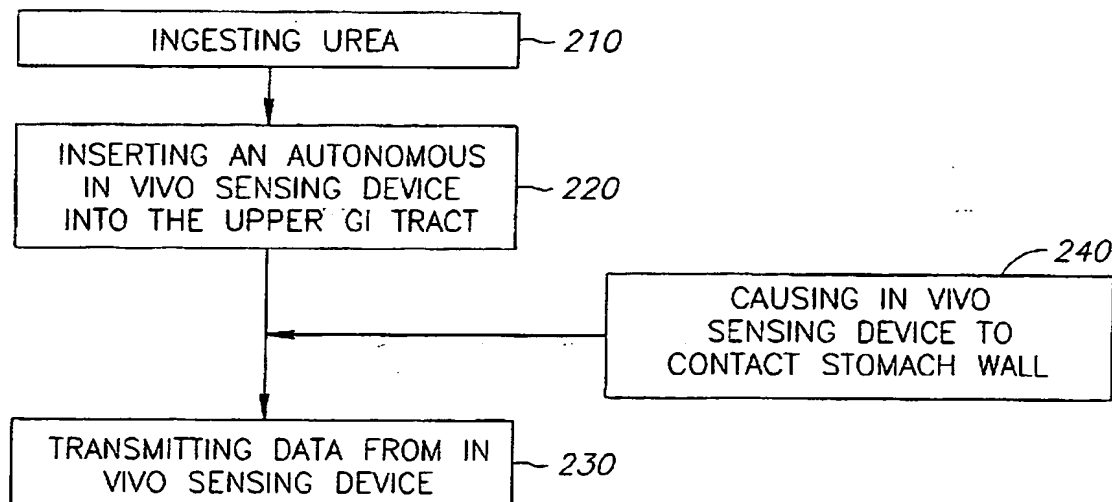 INGESTING UREA
210
INSERTING AN AUTONOMOUS
IN VIVO SENSING DEVICE
INTO THE UPPER GI TRACT
220
240
CAUSING IN VIVO
SENSING DEVICE TO
CONTACT STOMACH WALL
TRANSMITTING DATA FROM IN
VIVO SENSING DEVICE
230